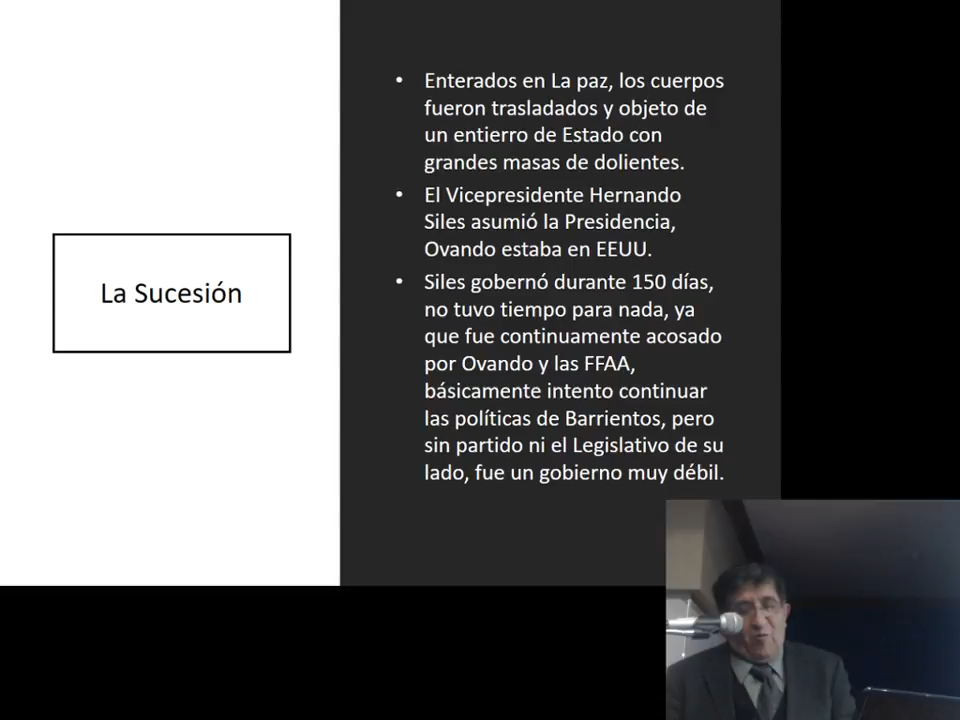 La Sucesión
• Enterados en La paz, los cuerpos
fueron trasladados y objeto de
un entierro de Estado con
grandes masas de dolientes.
• El Vicepresidente Hernando
Siles asumió la Presidencia,
Ovando estaba en EEUU.
• Siles gobernó durante 150 días,
no tuvo tiempo para nada, ya
que fue continuamente acosado
por Ovando y las FFAA,
básicamente intento continuar
las políticas de Barrientos, pero
sin partido ni el Legislativo de su
lado, fue un gobierno muy débil.